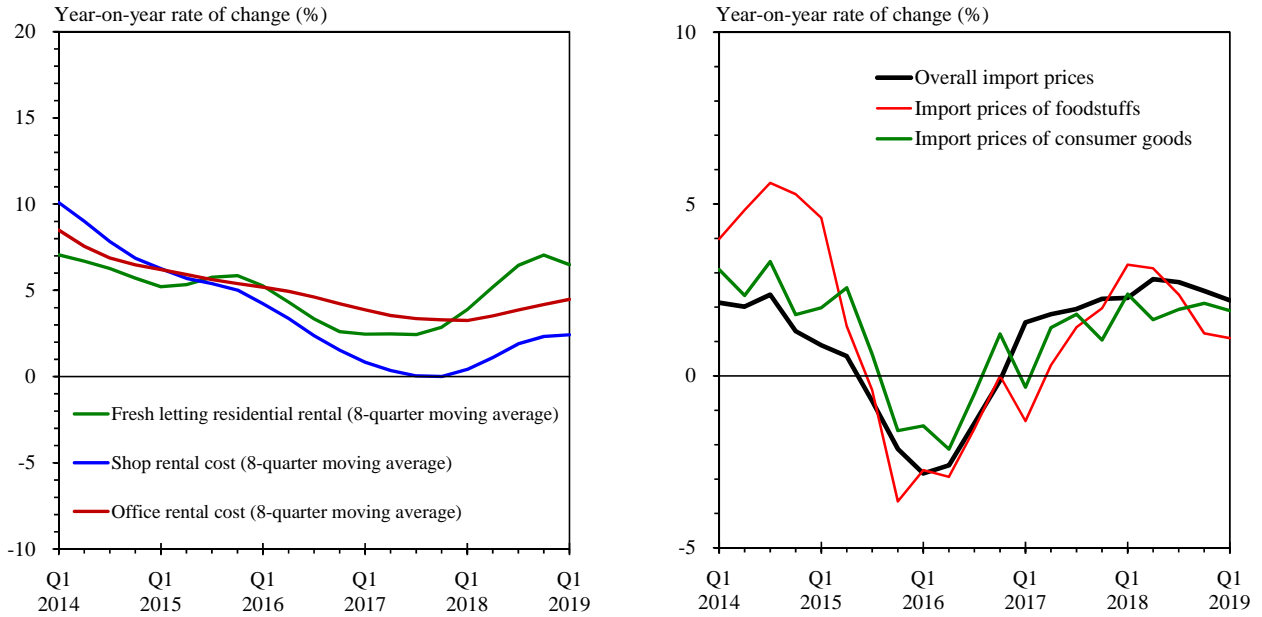 Year-on-year rate of change (%)
20
15
10
5
0
-5
-10
Fresh letting residential rental (8-quarter moving average)
Shop rental cost (8-quarter moving average)
Office rental cost (8-quarter moving average)
Q1 Q1 Q1 Q1 Q1 Q1
2014 2015 2016 2017 2018 2019
Year-on-year rate of change (%)
10
5
0
-5
Overall import prices
Import prices of foodstuffs
Import prices of consumer goods
Q1 Q1 Q1 Q1 Q1 Q1
2014 2015 2016 2017 2018 2019